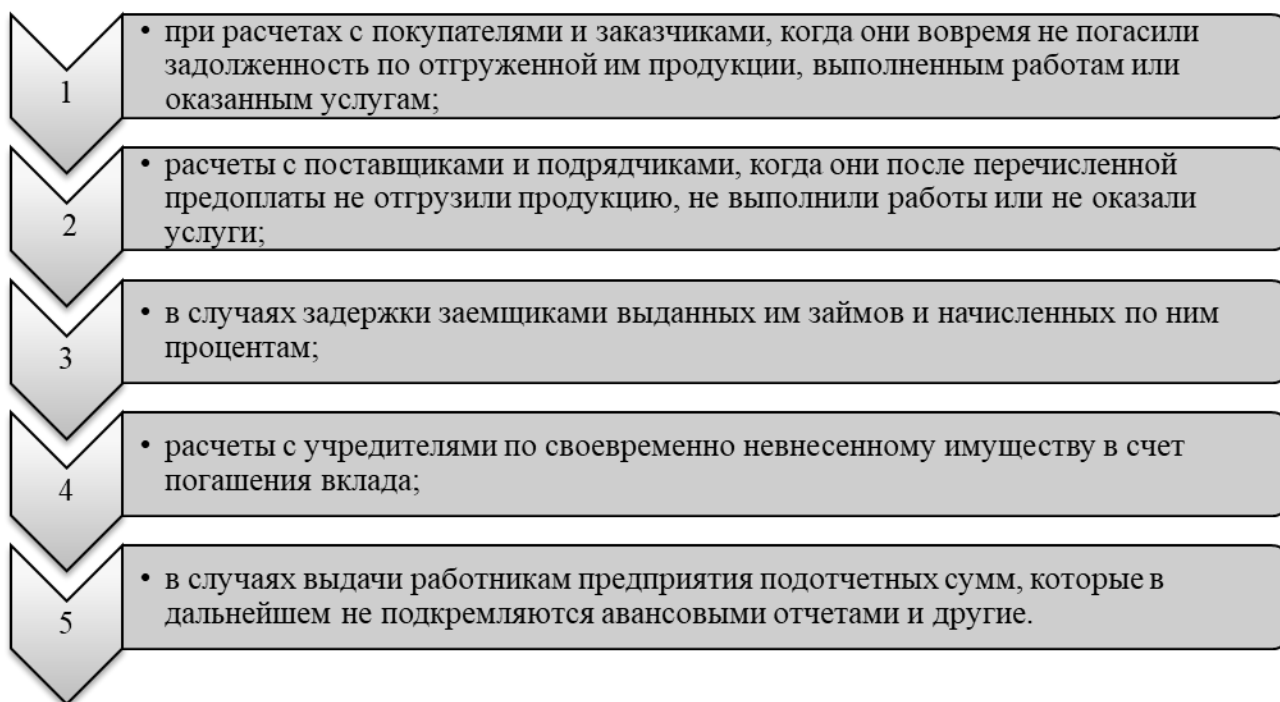 1
• при расчетах с покупателями и заказчиками, когда они вовремя не погасили
задолженность по отгруженной им продукции, выполненным работам или
оказанным услугам;
2
• расчеты с поставщиками и подрядчиками, когда они после перечисленной
предоплаты не отгрузили продукцию, не выполнили работы или не оказали
услуги;
3
• в случаях задержки заемщиками выданных им займов и начисленных по ним
процентам;
4
• расчеты с учредителями по своевременно невнесенному имуществу в счет
погашения вклада;
5
• в случаях выдачи работникам предприятия подотчетных сумм, которые в
дальнейшем не подкремляются авансовыми отчетами и другие.